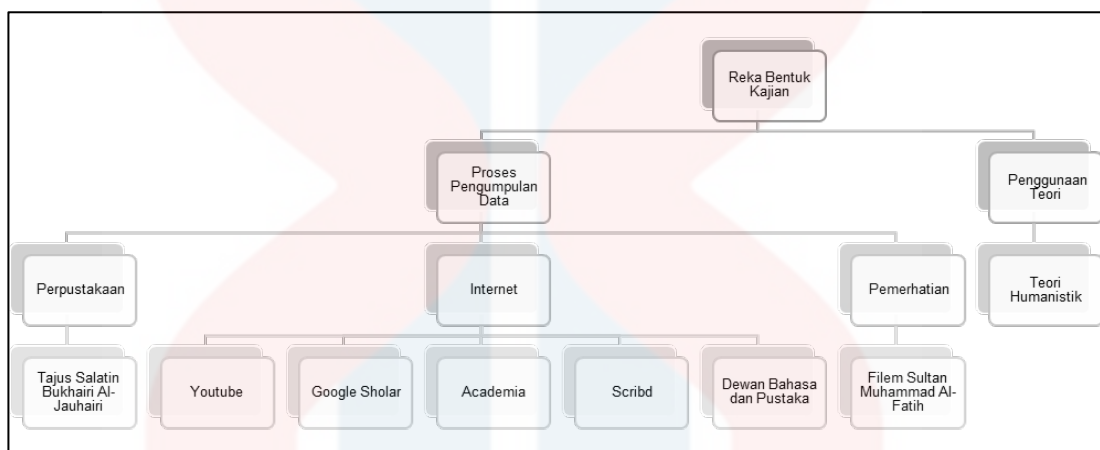 Reka Bentuk
Kajian
Proses
Pengumpulan
Data
Penggunaan
Teori
Perpustakaan
Internet
Pemerhatian
Teori
Humanistik
Tajus Salatin
Bukhairi Al-
Jauhairi
Youtube
Google Sholar
Academia
Scribd
Dewan Bahasa
dan Pustaka
Filem Sultan
Muhammad Al-
Fatih